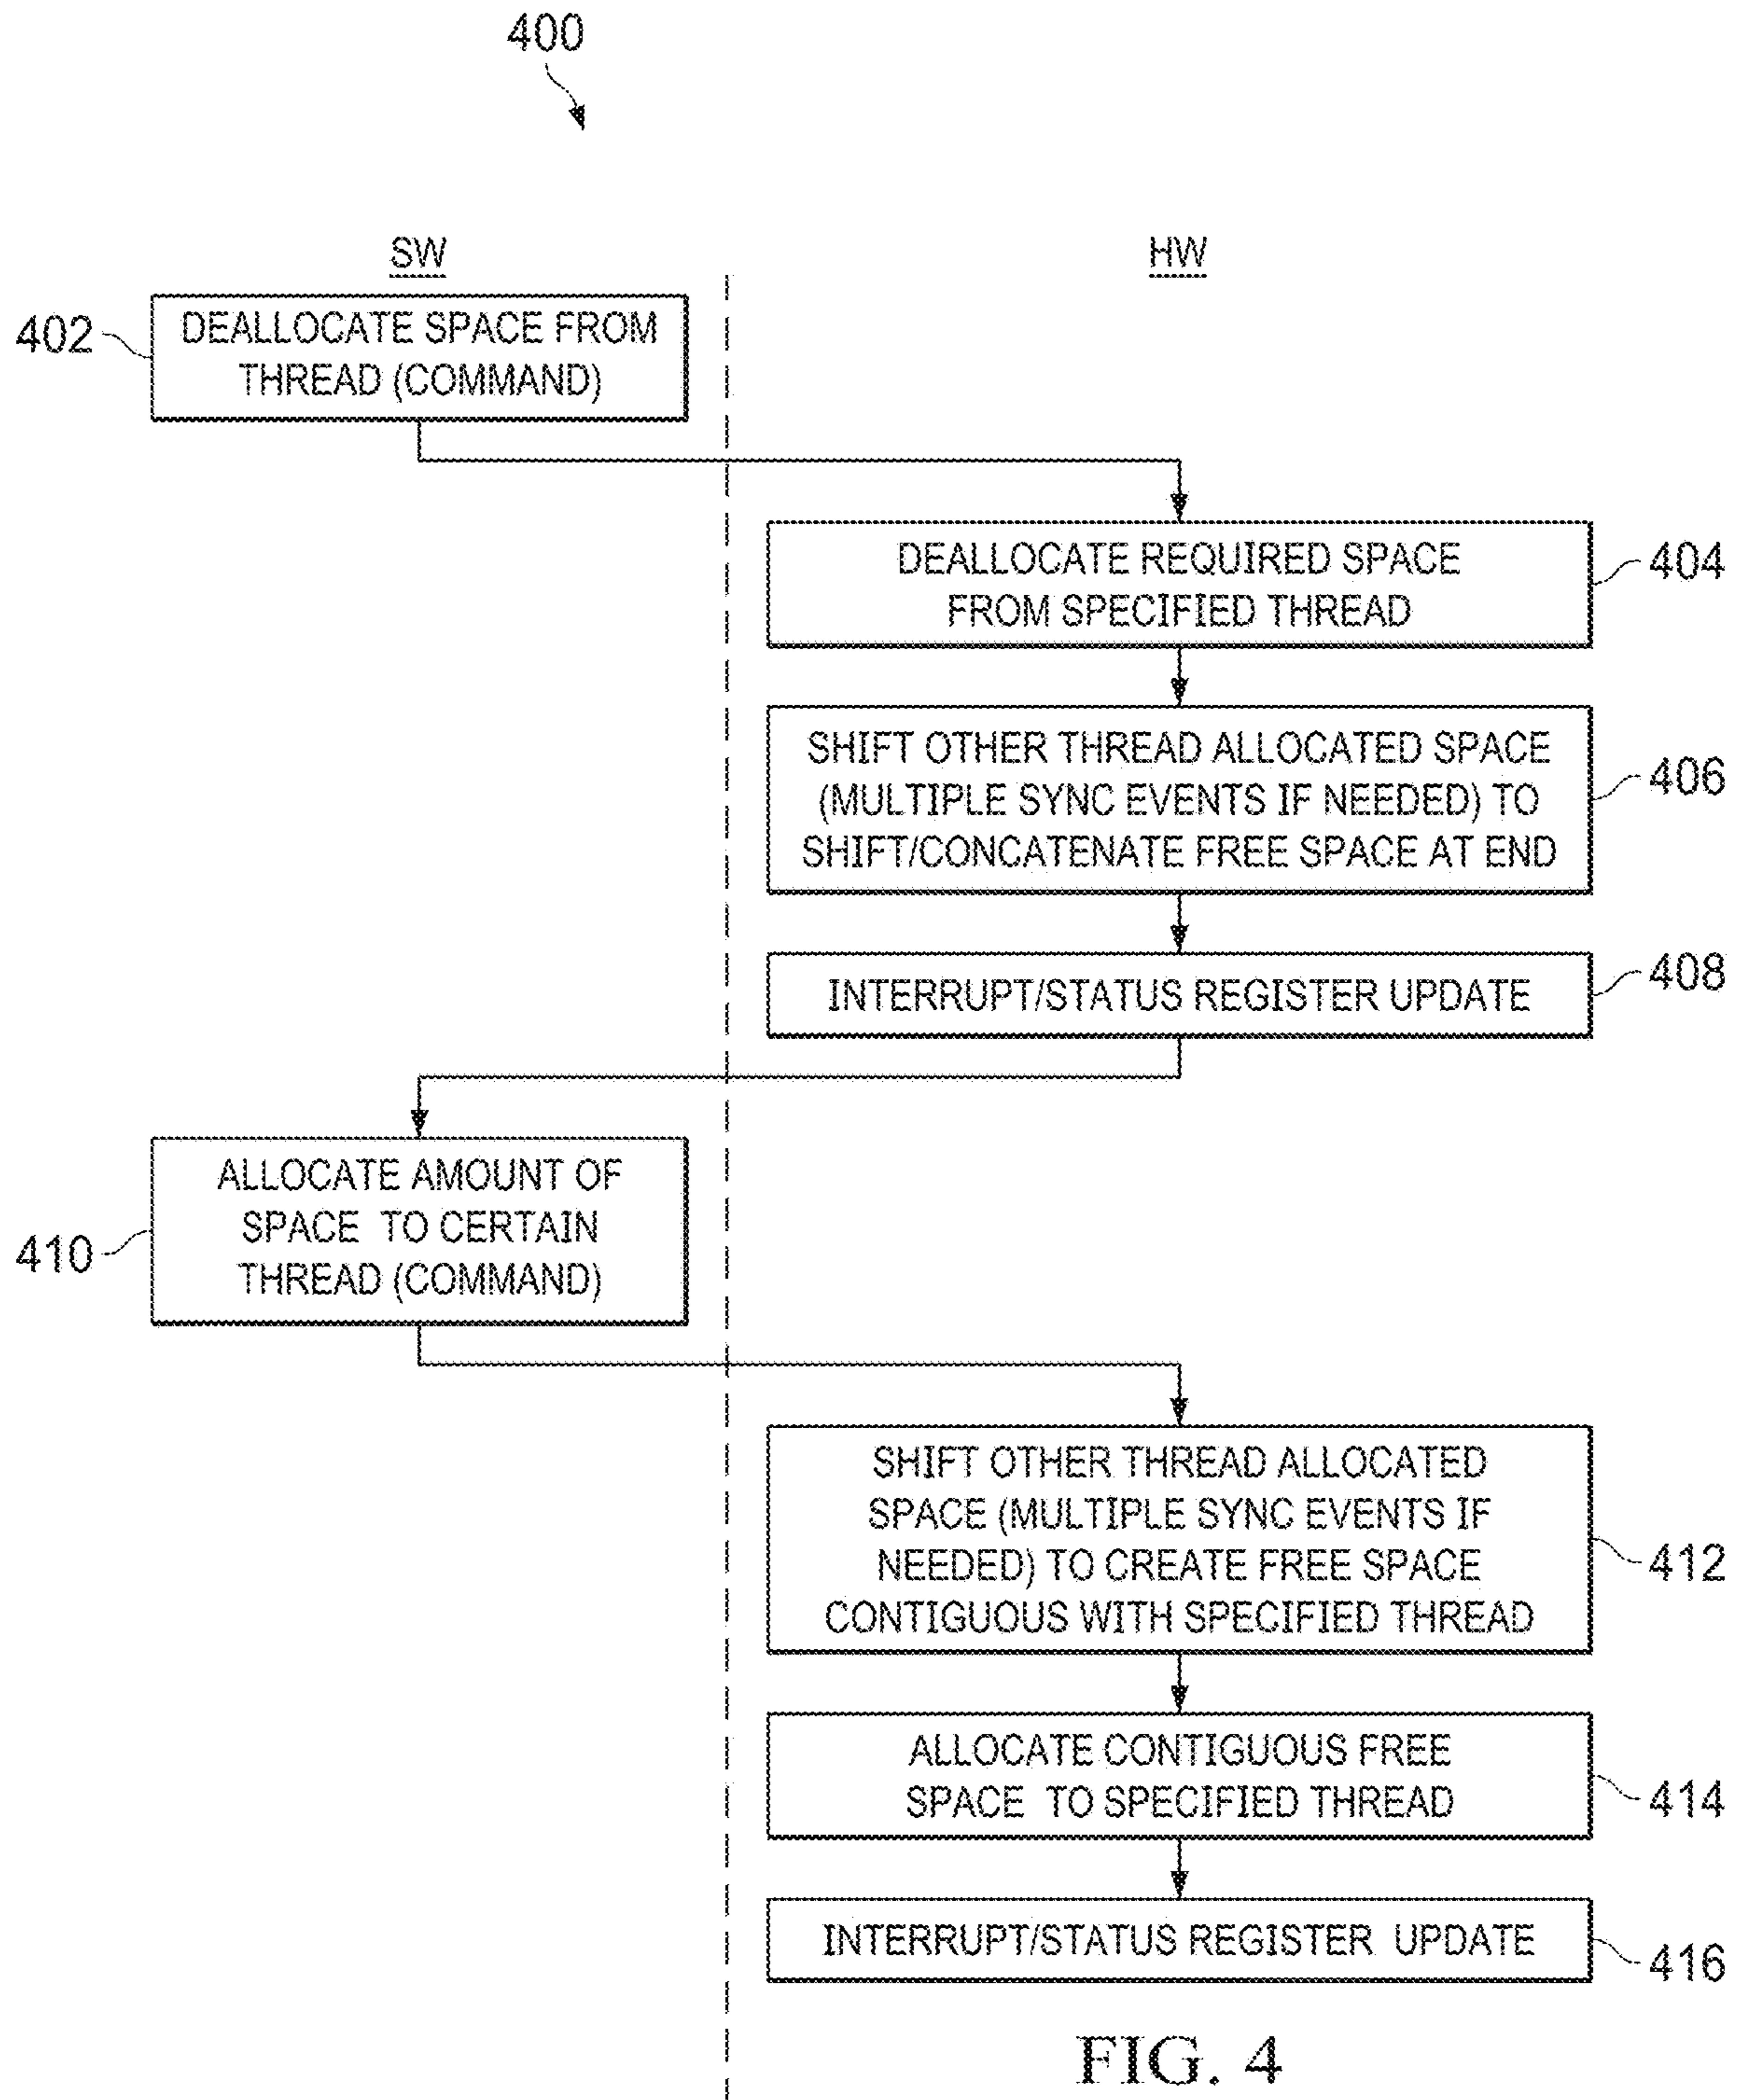 400
SW
HW
402
DEALLOCATE SPACE FROM
THREAD (COMMAND)
DEALLOCATE REQUIRED SPACE
FROM SPECIFIED THREAD
404
SHIFT OTHER THREAD ALLOCATED SPACE
(MULTIPLE SYNC EVENTS IF NEEDED) TO
SHIFT/CONCATENATE FREE SPACE AT END
406
INTERRUPT/STATUS REGISTER UPDATE
408
410
ALLOCATE AMOUNT OF
SPACE TO CERTAIN
THREAD (COMMAND)
SHIFT OTHER THREAD ALLOCATED
SPACE (MULTIPLE SYNC EVENTS IF
NEEDED) TO CREATE FREE SPACE
CONTIGUOUS WITH SPECIFIED THREAD
412
ALLOCATE CONTIGUOUS FREE
SPACE TO SPECIFIED THREAD
414
INTERRUPT/STATUS REGISTER UPDATE
416
FIG. 4